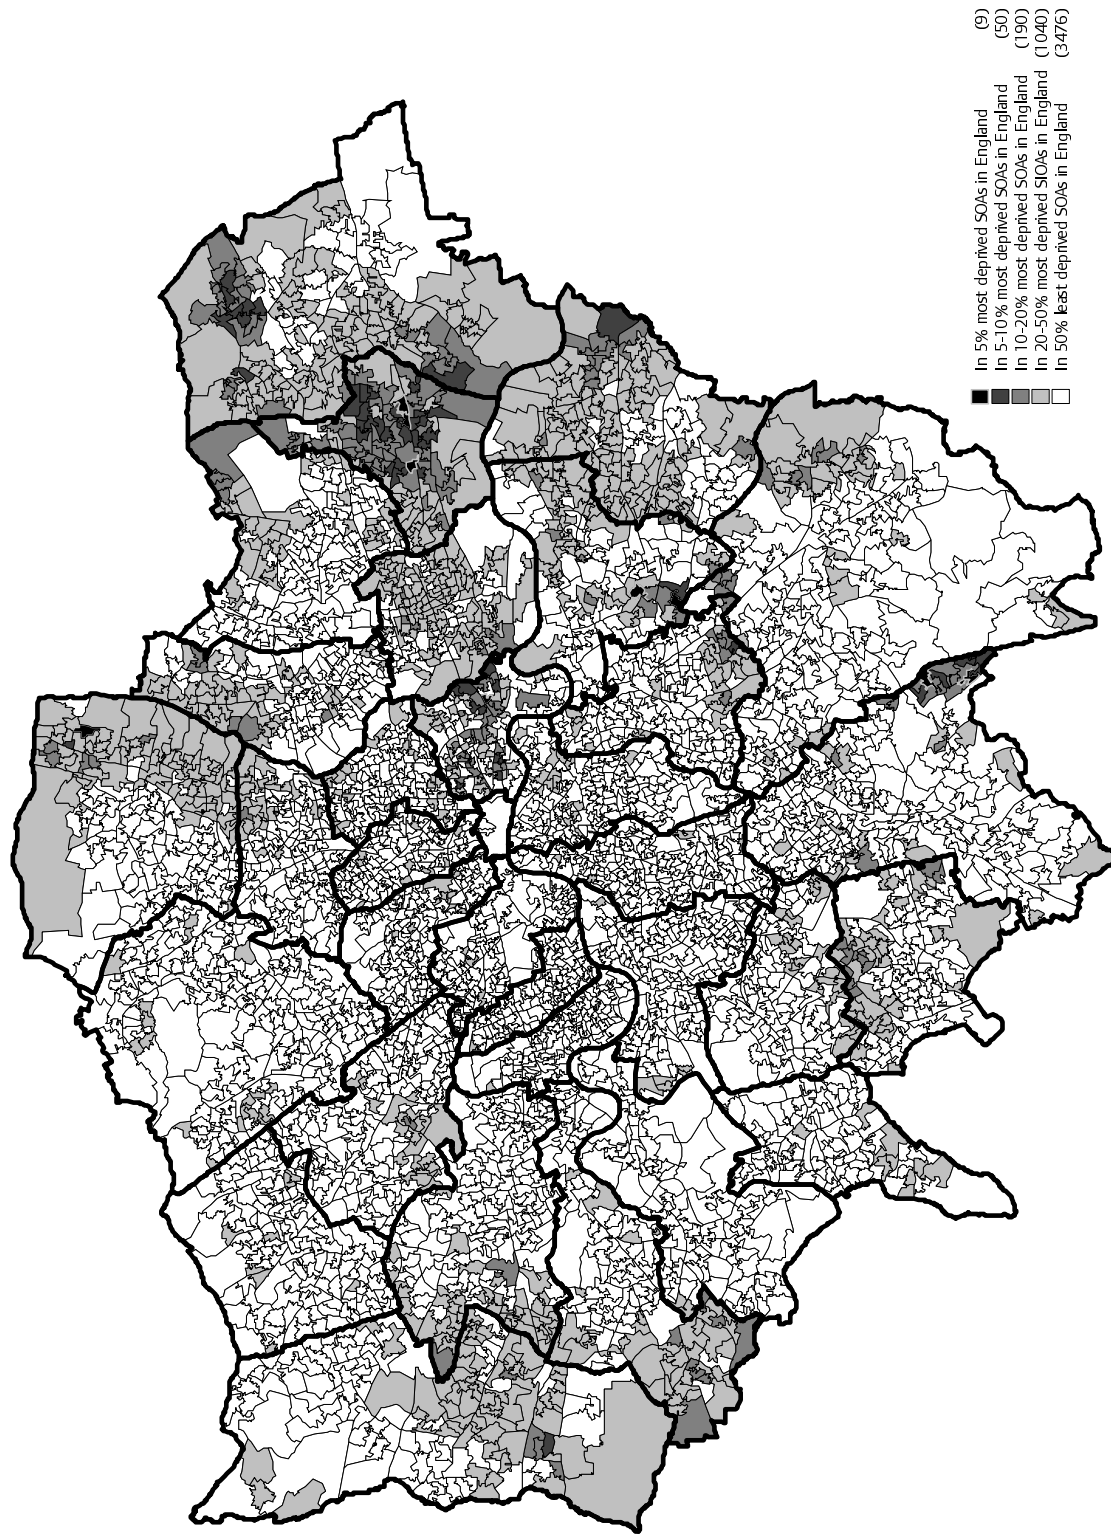 In 5% most deprived SOAs in England (9)
In 5-10% most deprived SOAs in England (50)
In 10-20% most deprived SOAs in England (190)
In 20-50% most deprived SIOAs in England (1040)
In 50% least deprived SOAs in England (3476)